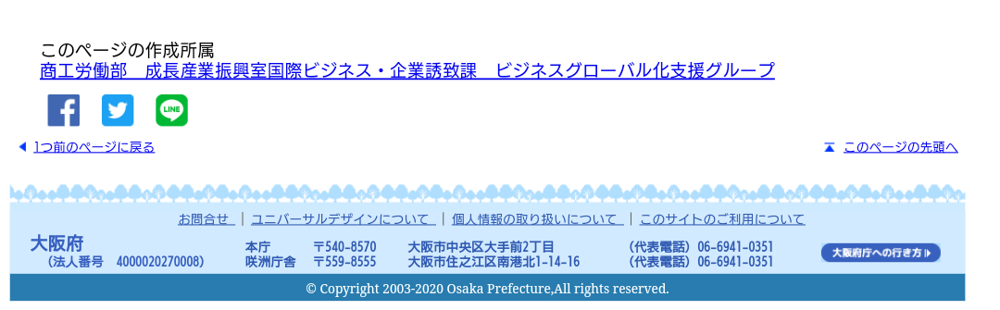 このページの作成所属
商工労働部　成長産業振興室国際ビジネス・企業誘致課　ビジネスグローバル化支援グループ
LINE
1つ前のページに戻る　このページの先頭へ
お問合せ | ユニバーサルデザインについて | 個人情報の取り扱いについて | このサイトのご利用について
大阪府
（法人番号　4000020270008）
本庁　〒540-8570　大阪市中央区大手前2丁目　（代表電話）06-6941-0351
咲洲庁舎　〒559-8555　大阪市住之江区南港北1-14-16　（代表電話）06-6941-0351
大阪府庁への行き方
© Copyright 2003-2020 Osaka Prefecture,All rights reserved.